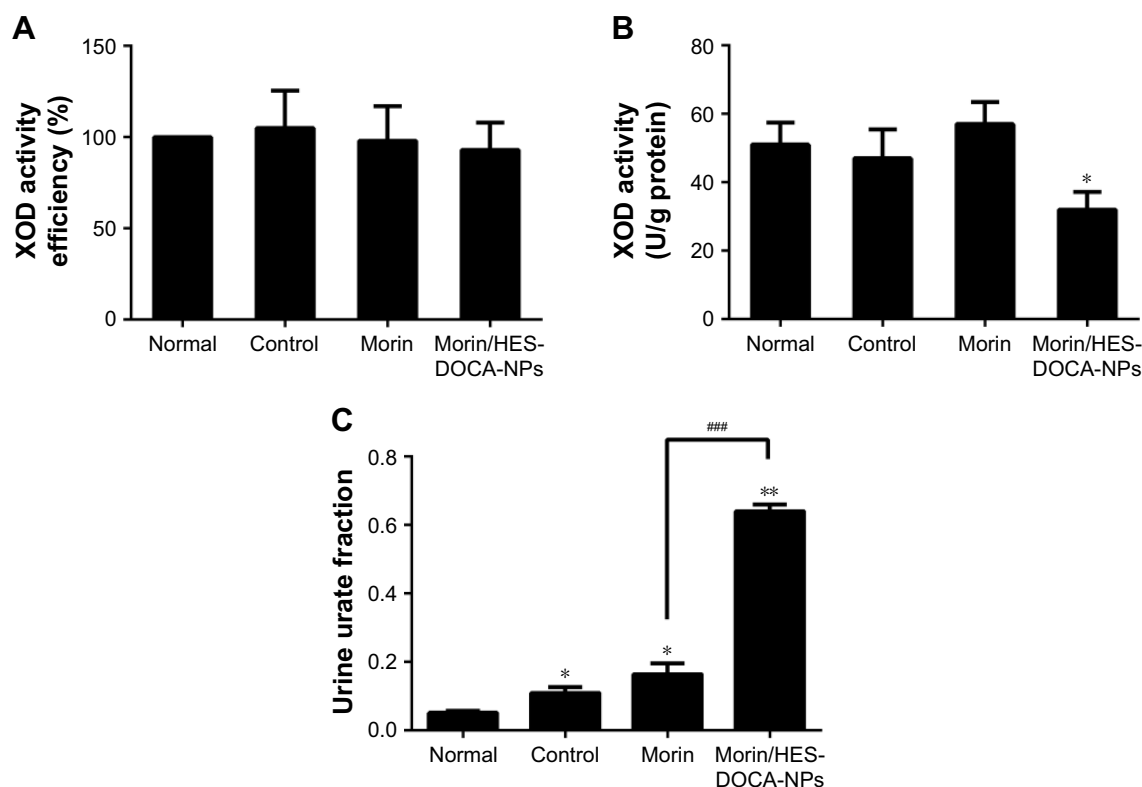 A
XOD activity
efficiency (%)
150
100
50
0
Normal
Control
Morin
Morin/HES-
DOCA-NPs
B
XOD activity
(U/g protein)
80
60
40
20
0
*
Normal
Control
Morin
Morin/HES-
DOCA-NPs
C
Urine urate fraction
0.8
0.6
0.4
0.2
0.0
###
*
*
**
Normal
Control
Morin
Morin/HES-
DOCA-NPs